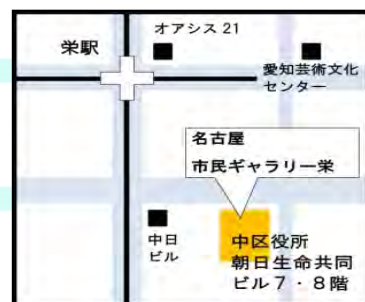 オアシス21
栄駅
愛知芸術文化
センター
名古屋
市民ギャラリー栄
中日
ビル
中区役所
朝日生命共同
ビル7・8階